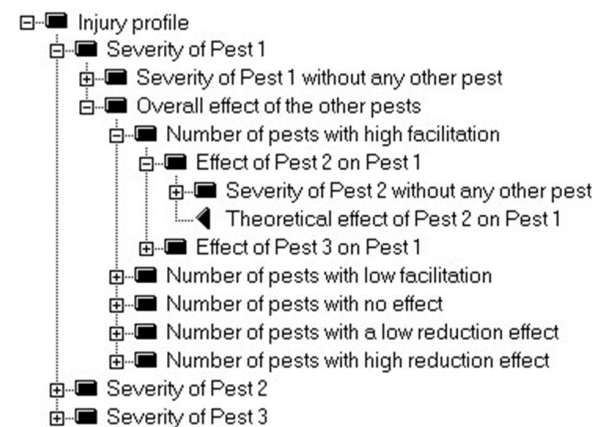 Injury profile
Severity of Pest 1
Severity of Pest 1 without any other pest
Overall effect of the other pests
Number of pests with high facilitation
Effect of Pest 2 on Pest 1
Severity of Pest 2 without any other pest
Theoretical effect of Pest 2 on Pest 1
Effect of Pest 3 on Pest 1
Number of pests with low facilitation
Number of pests with no effect
Number of pests with a low reduction effect
Number of pests with high reduction effect
Severity of Pest 2
Severity of Pest 3